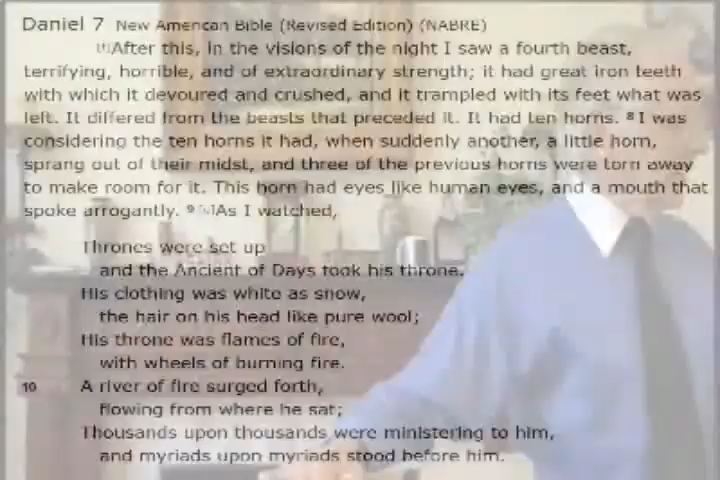 Daniel 7 New American Bible (Revised Edition) (NABRE)
After this, in the visions of the night I saw a fourth beast,
terrifying, horrible, and of extraordinary strength; it had great iron teeth
with which it devoured and crushed, and it trampled with its feet what was
left. It differed from the beasts that preceded it. It had ten horns. 8 I was
considering the ten horns it had, when suddenly another, a little horn,
sprang out of their midst, and three of the previous horns were torn away
to make room for it. This horn had eyes like human eyes, and a mouth that
spoke arrogantly. 9 As I watched,
Thrones were set up
and the Ancient of Days took his throne.
His clothing was white as snow,
the hair on his head like pure wool;
His throne was flames of fire,
with wheels of burning fire.
10 A river of fire surged forth,
flowing from where he sat;
Thousands upon thousands were ministering to him,
and myriads upon myriads stood before him.